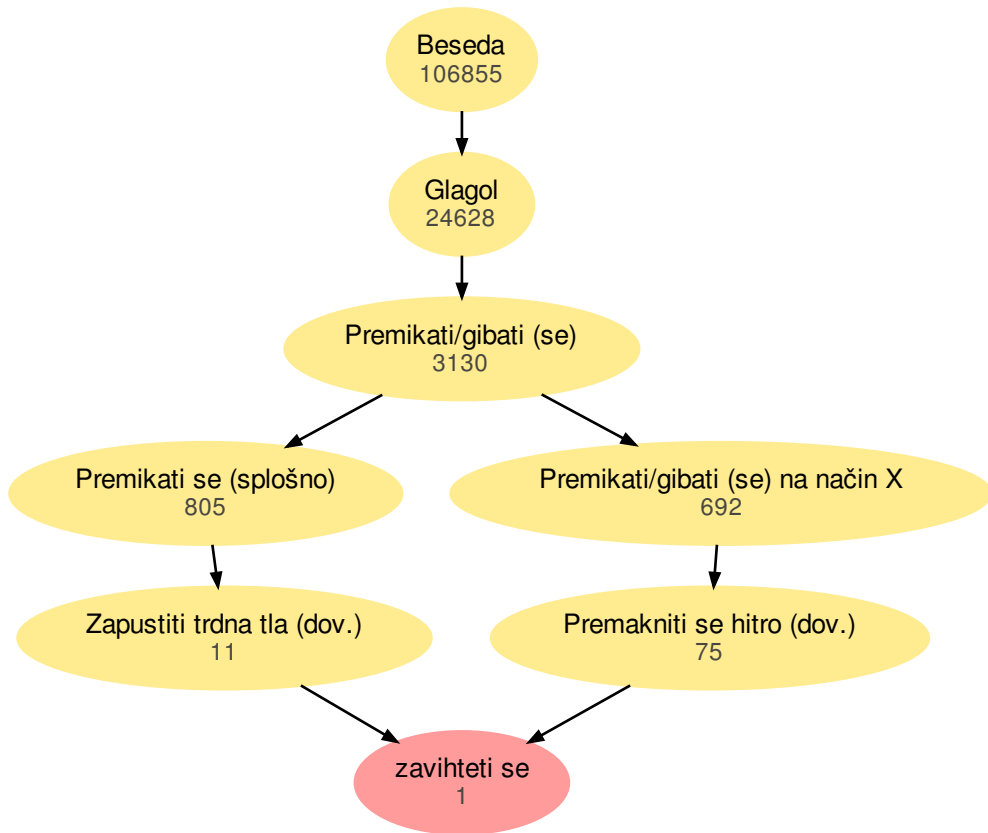 Beseda
106855
Glagol
24628
Premikati/gibati (se)
3130
Premikati se (splošno)
805
Premikati/gibati (se) na način X
692
Zapustiti trdna tla (dov.)
11
Premakniti se hitro (dov.)
75
zavihteti se
1